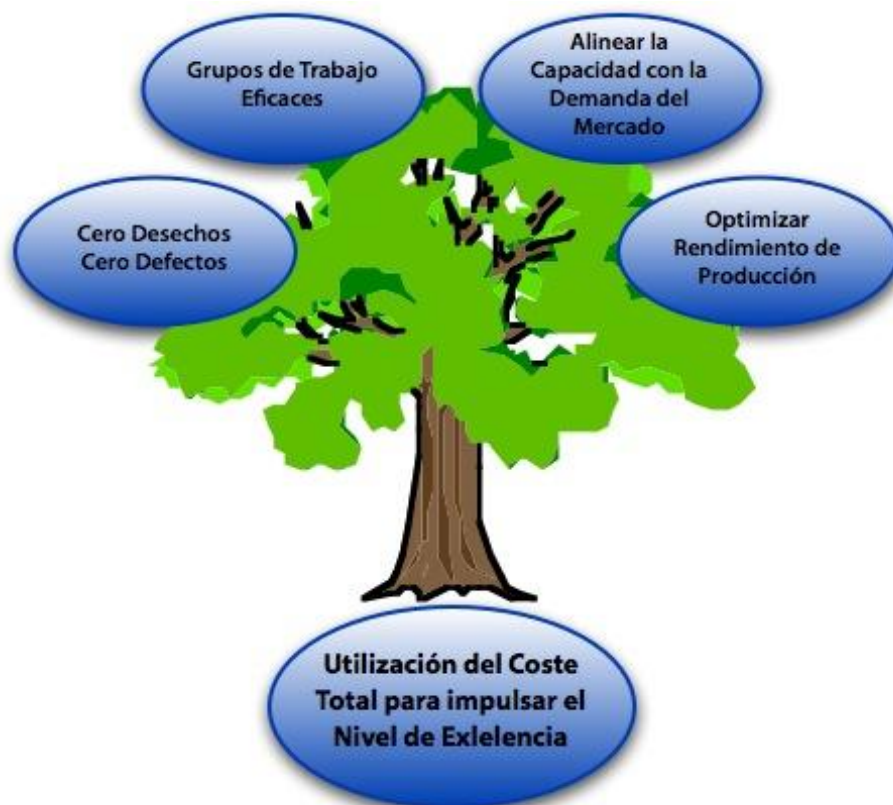 Grupos de Trabajo
Eficaces
Alinear la
Capacidad con la
Demanda del
Mercado
Cero Desechos
Cero Defectos
Optimizar
Rendimiento de
Producción
Utilización del Coste
Total para impulsar el
Nivel de Exlelencia